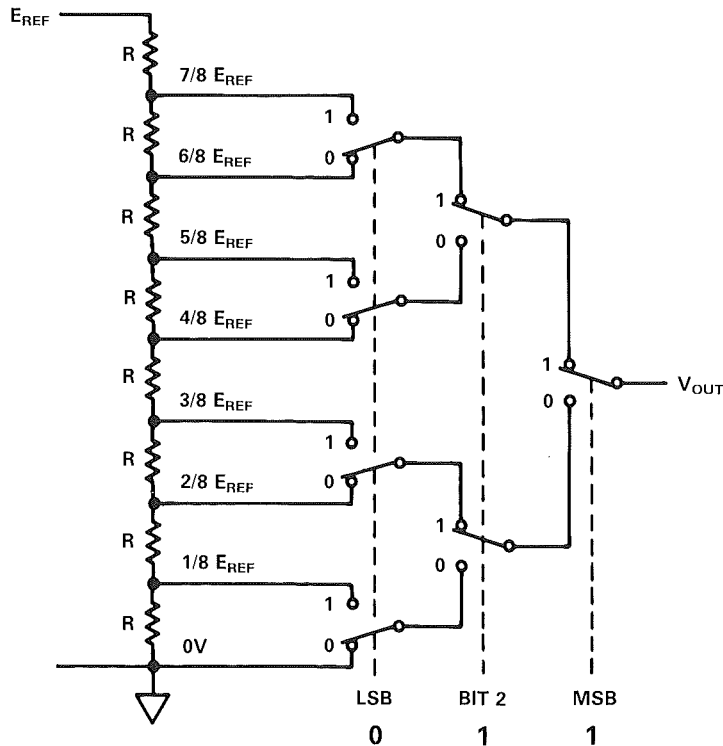 E_REF
R
7/8 E_REF
1
R
0
6/8 E_REF
1
R
0
5/8 E_REF
1
R
0
4/8 E_REF
R
1
0
V_OUT
3/8 E_REF
1
R
0
2/8 E_REF
1
R
0
1/8 E_REF
1
R
0
0V
LSB BIT 2 MSB
0 1 1